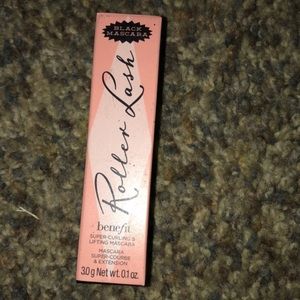 BLACK
MASCARA
Roller Lash
benefit
SUPER-CURLING &
LIFTING MASCARA
MASCARA
SUPER-COURBE
& EXTENSION
3.0 g Net wt. 0.1 oz.